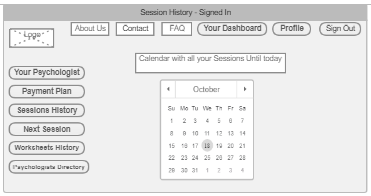 Session History - Signed In
Logo
About Us
Contact
FAQ
Your Dashboard
Profile
Sign Out
Calendar with all your Sessions Until today
Your Psychologist
Payment Plan
Sessions History
Next Session
Worksheets History
Psychologists Directory
October
Su Mo Tu We Th Fr Sa
1 2 3 4 5 6 7
8 9 10 11 12 13 14
15 16 17 18 19 20 21
22 23 24 25 26 27 28
29 30 31 1 2 3 4